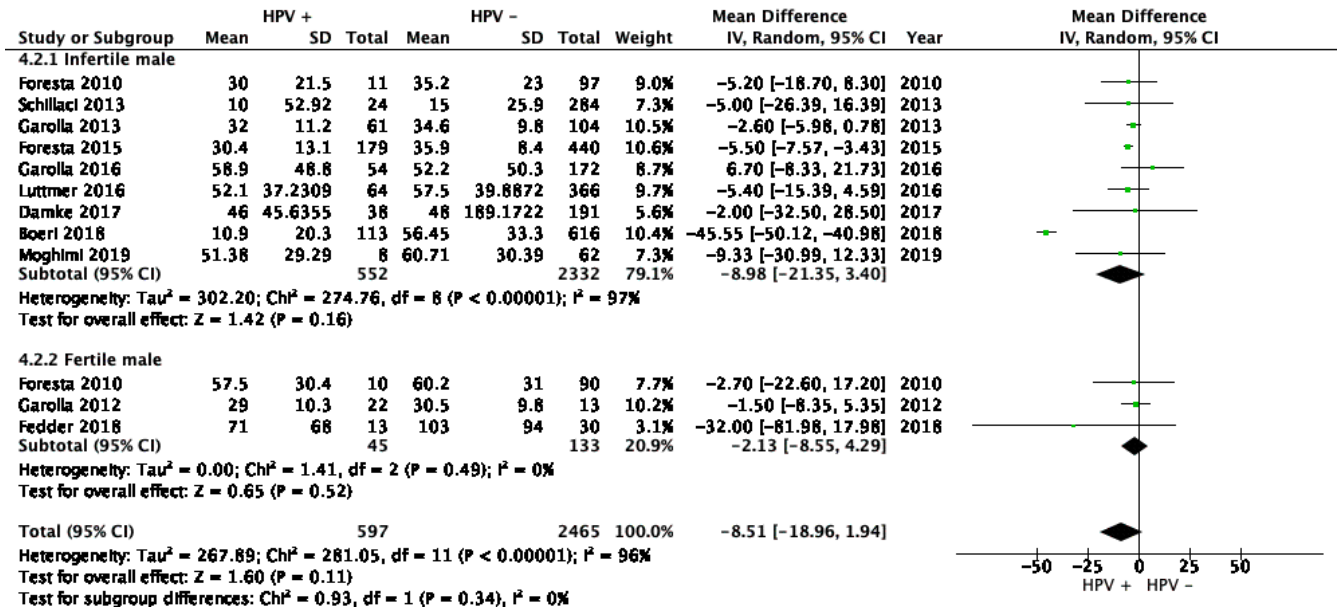 HPV + HPV - Mean Difference Mean Difference
Study or Subgroup Mean SD Total Mean SD Total Weight IV, Random, 95% CI Year IV, Random, 95% CI
4.2.1 Infertile male
Foresta 2010 30 21.5 11 35.2 23 97 9.0% -5.20 [-18.70, 8.30] 2010
Schillaci 2013 10 52.92 24 15 25.9 284 7.3% -5.00 [-26.39, 16.39] 2013
Garolla 2013 32 11.2 61 34.6 9.8 104 10.5% -2.60 [-5.98, 0.78] 2013
Foresta 2015 30.4 13.1 179 35.9 8.4 440 10.6% -5.50 [-7.57, -3.43] 2015
Garolla 2016 58.9 48.8 54 52.2 50.3 172 8.7% 6.70 [-8.33, 21.73] 2016
Luttmer 2016 52.1 37.2309 64 57.5 39.8872 366 9.7% -5.40 [-15.39, 4.59] 2016
Damke 2017 46 45.6355 38 48 189.1722 191 5.6% -2.00 [-32.50, 28.50] 2017
Boeri 2018 10.9 20.3 113 56.45 33.3 616 10.4% -45.55 [-50.12, -40.98] 2018
Moghimi 2019 51.38 29.29 8 60.71 30.39 62 7.3% -9.33 [-30.99, 12.33] 2019
Subtotal (95% CI) 552 2332 79.1% -8.98 [-21.35, 3.40]
Heterogeneity: Tau² = 302.20; Chi² = 274.76, df = 8 (P < 0.00001); I² = 97%
Test for overall effect: Z = 1.42 (P = 0.16)
4.2.2 Fertile male
Foresta 2010 57.5 30.4 10 60.2 31 90 7.7% -2.70 [-22.60, 17.20] 2010
Garolla 2012 29 10.3 22 30.5 9.8 13 10.2% -1.50 [-8.35, 5.35] 2012
Fedder 2018 71 68 13 103 94 30 3.1% -32.00 [-81.98, 17.98] 2018
Subtotal (95% CI) 45 133 20.9% -2.13 [-8.55, 4.29]
Heterogeneity: Tau² = 0.00; Chi² = 1.41, df = 2 (P = 0.49); I² = 0%
Test for overall effect: Z = 0.65 (P = 0.52)
Total (95% CI) 597 2465 100.0% -8.51 [-18.96, 1.94]
Heterogeneity: Tau² = 267.89; Chi² = 281.05, df = 11 (P < 0.00001); I² = 96%
Test for overall effect: Z = 1.60 (P = 0.11)
Test for subgroup differences: Chi² = 0.93, df = 1 (P = 0.34), I² = 0%
-50 -25 0 25 50
HPV + HPV -